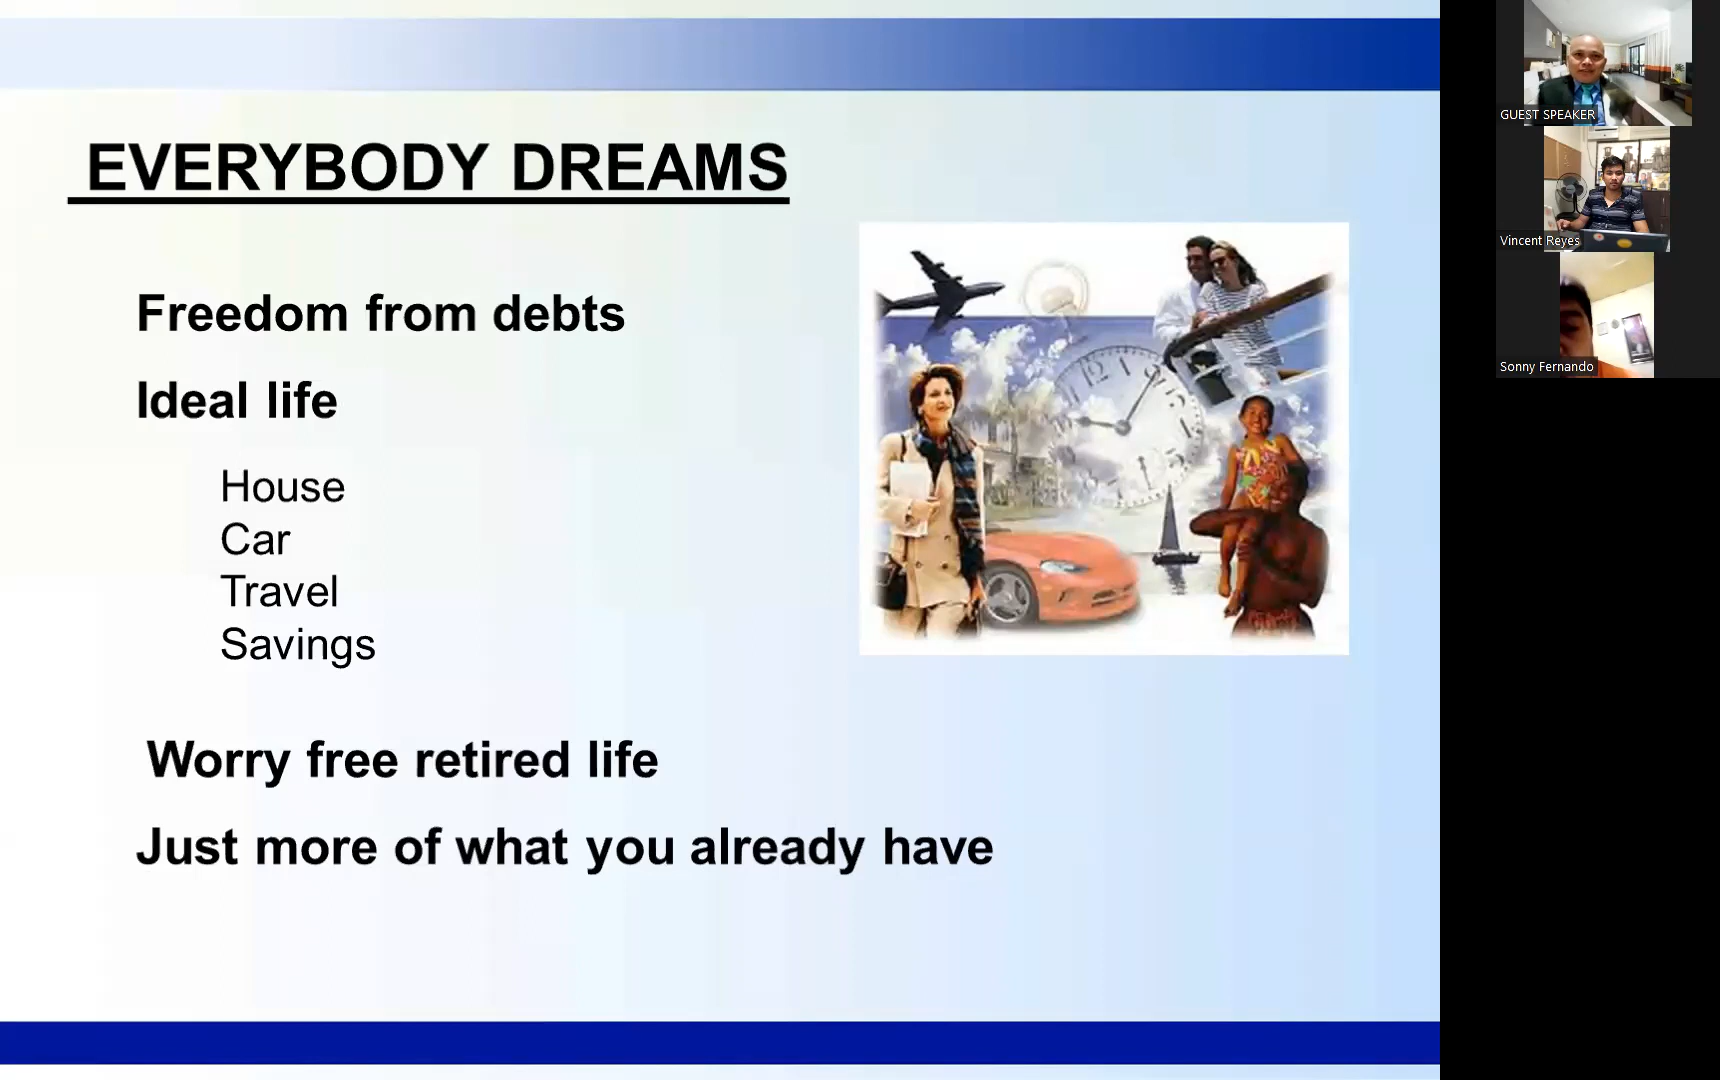 EVERYBODY DREAMS
Freedom from debts
Ideal life
House
Car
Travel
Savings
Worry free retired life
Just more of what you already have
GUEST SPEAKER
Vincent Reyes
Sonny Fernando